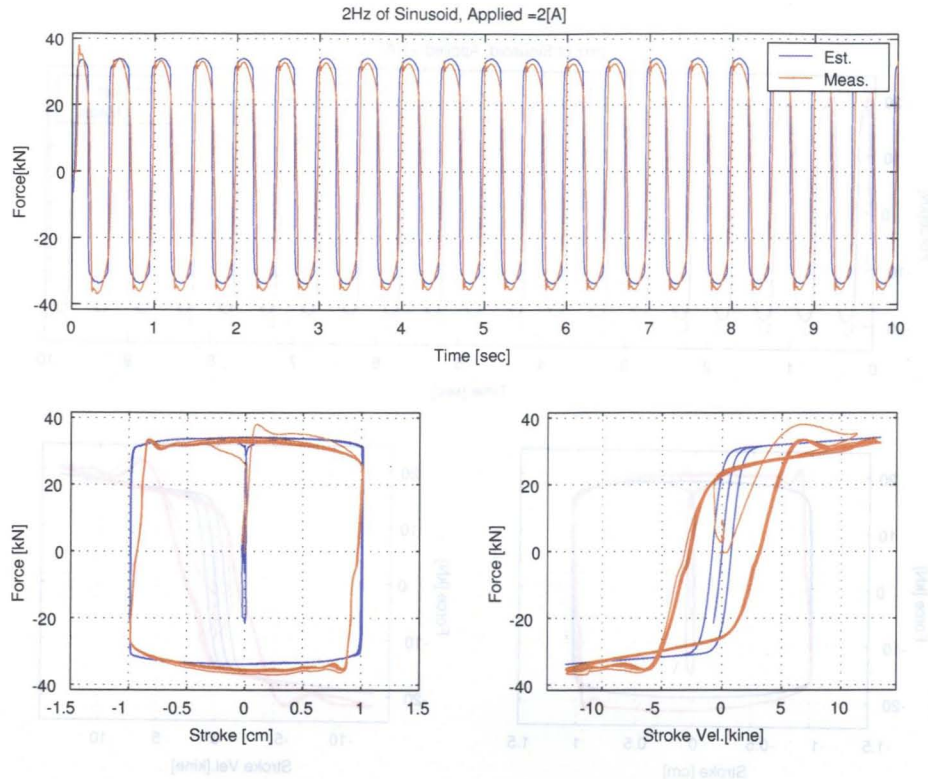 2Hz of Sinusoid, Applied =2[A]
Force[kN]
40
20
0
-20
-40
Est.
Meas.
0 1 2 3 4 5 6 7 8 9 10
Time [sec]
Force [kN]
40
20
0
-20
-40
-1.5 -1 -0.5 0 0.5 1 1.5
Stroke [cm]
Force [kN]
40
20
0
-20
-40
-10 -5 0 5 10
Stroke Vel.[kine]